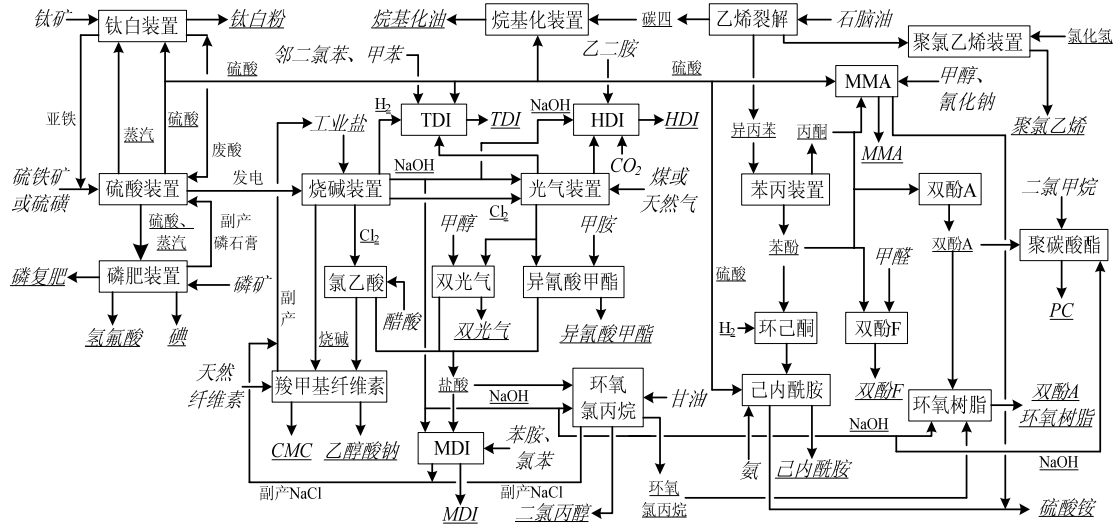 钛矿
钛白装置
钛白粉
烷基化油
烷基化装置
碳四
乙烯裂解
石脑油
聚氯乙烯装置
氯化氢
硫酸
邻二氯苯、甲苯
乙二胺
硫酸
MMA
甲醇、
氰化钠
亚铁
蒸汽
硫酸
废酸
工业盐
H2
TDI
TDI
NaOH
HDI
HDI
异丙苯
丙酮
MMA
聚氯乙烯
硫铁矿
或硫磺
硫酸装置
发电
烧碱装置
NaOH
Cl2
光气装置
CO2
煤或
天然气
苯丙装置
双酚A
二氯甲烷
硫酸、
蒸汽
副产
磷石膏
Cl2
甲醇
甲胺
苯酚
双酚A
聚碳酸酯
磷复肥
磷肥装置
磷矿
氯乙酸
双光气
异氰酸甲酯
硫酸
甲醛
氢氟酸
碘
副产
烧碱
醋酸
双光气
异氰酸甲酯
H2
环己酮
双酚F
PC
天然
纤维素
羧甲基纤维素
盐酸
NaOH
环氧
氯丙烷
甘油
己内酰胺
双酚F
环氧树脂
双酚A
环氧树脂
CMC
乙醇酸钠
MDI
苯胺、
氯苯
NaOH
氨
己内酰胺
NaOH
副产NaCl
副产NaCl
MDI
二氯丙醇
环氧
氯丙烷
硫酸铵